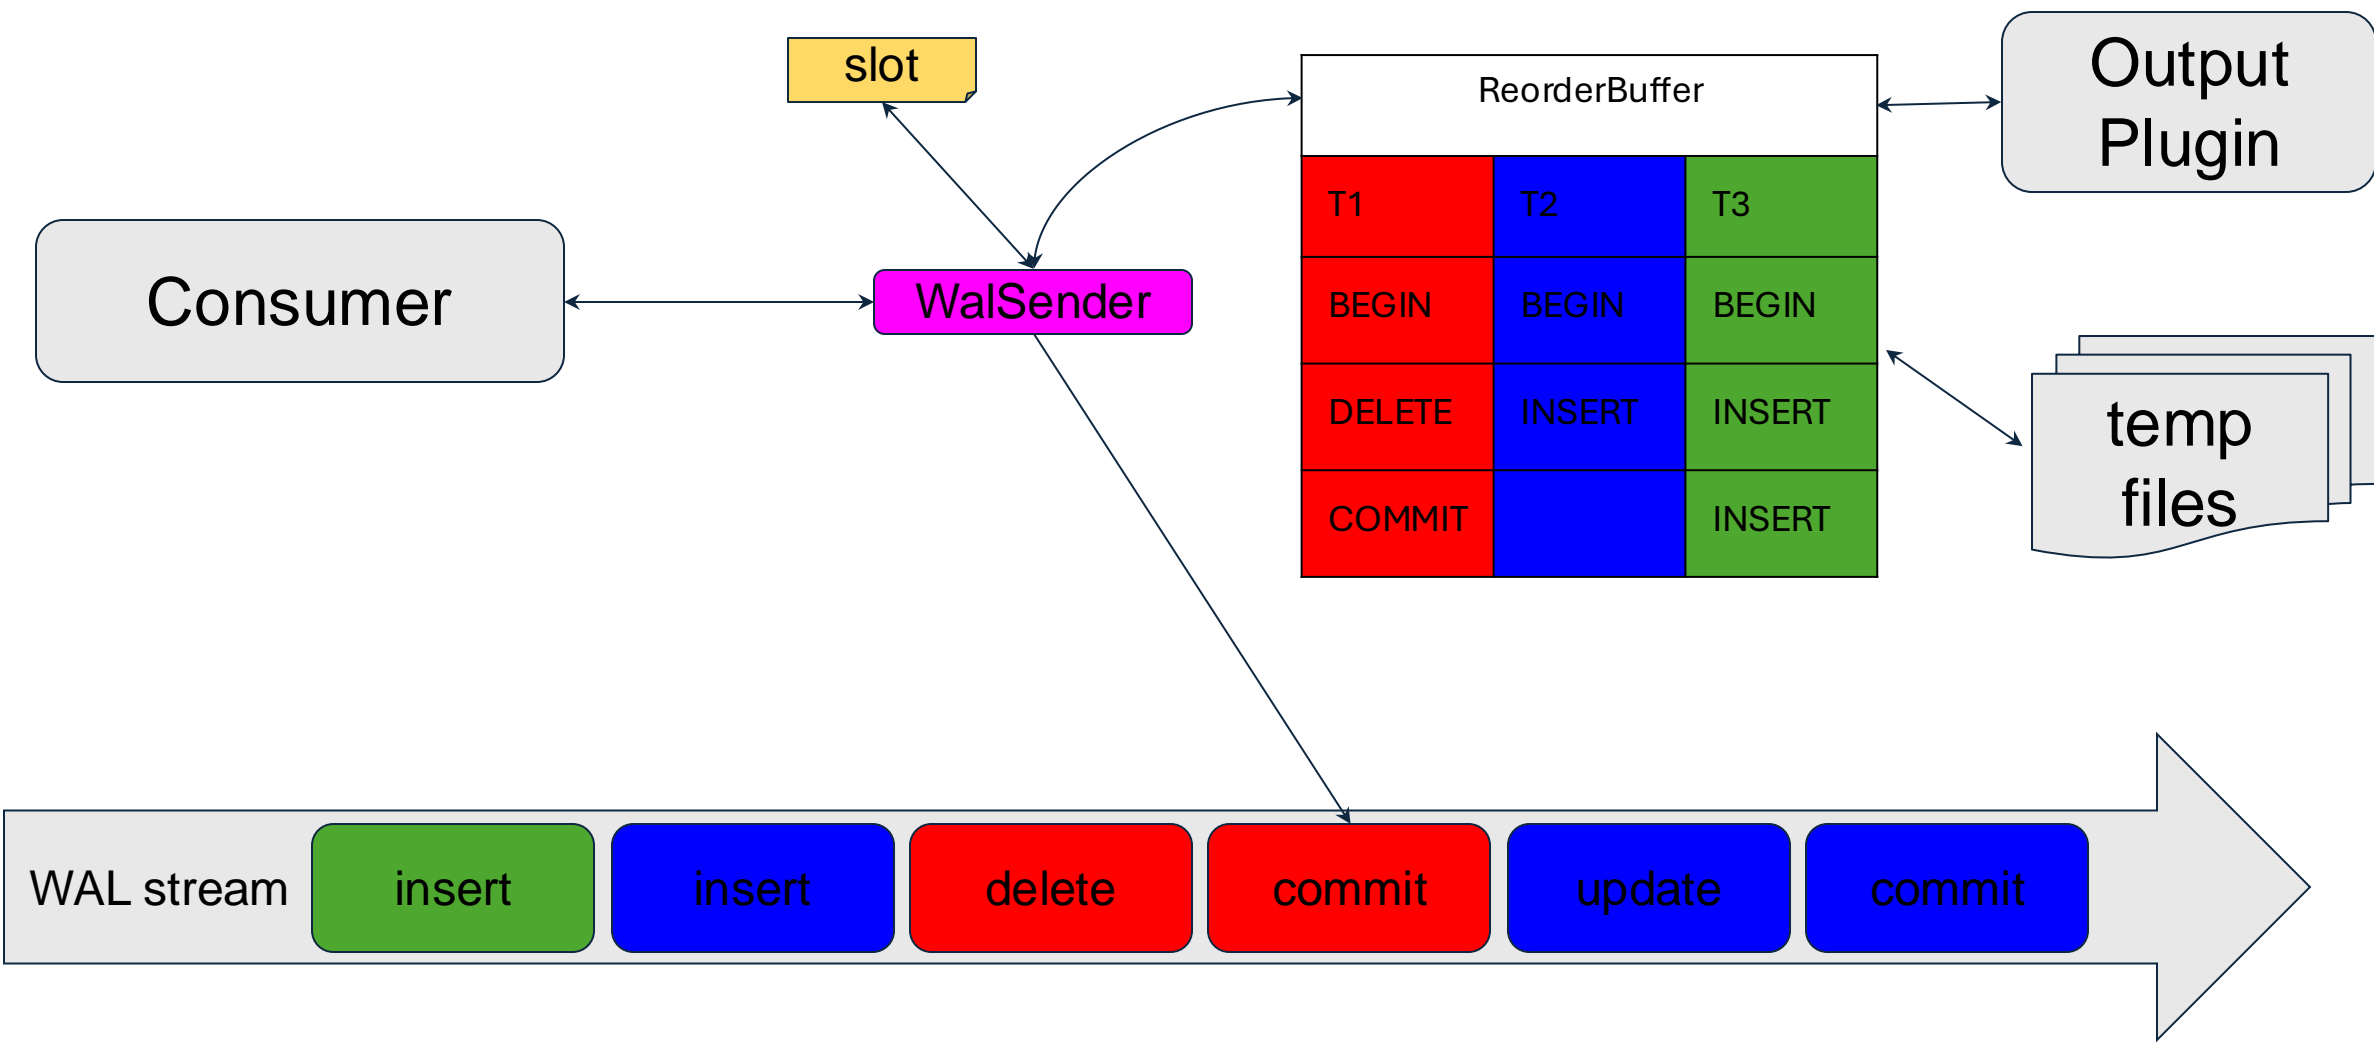 slot
ReorderBuffer
Output
Plugin
T1 T2 T3
Consumer
WalSender
BEGIN BEGIN BEGIN
DELETE INSERT INSERT
COMMIT INSERT
temp
files
WAL stream insert insert delete commit update commit